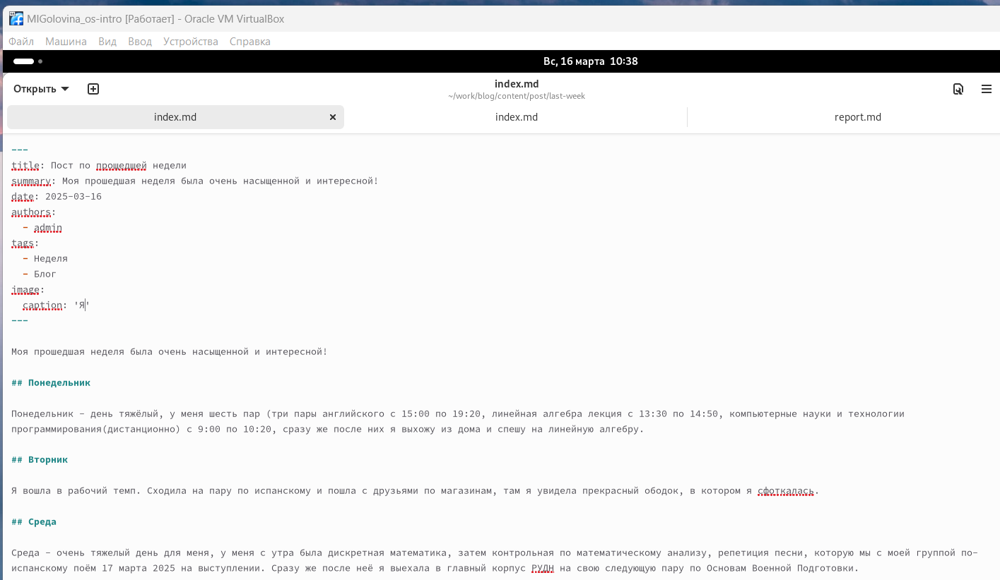 MIGolovina_os-intro [Работает] - Oracle VM VirtualBox
Файл Машина Вид Ввод Устройства Справка
Вс, 16 марта 10:38
Открыть
index.md
~/work/blog/content/post/last-week
index.md × index.md report.md
---
title: Пост по прошедшей недели
summary: Моя прошедшая неделя была очень насыщенной и интересной!
date: 2025-03-16
authors:
- admin
tags:
- Неделя
- Блог
image:
caption: 'Я'
---
Моя прошедшая неделя была очень насыщенной и интересной!
## Понедельник
Понедельник - день тяжёлый, у меня шесть пар (три пары английского с 15:00 по 19:20, линейная алгебра лекция с 13:30 по 14:50, компьютерные науки и технологии
программирования(дистанционно) с 9:00 по 10:20, сразу же после них я выхожу из дома и спешу на линейную алгебру.
## Вторник
Я вошла в рабочий темп. Сходила на пару по испанскому и пошла с друзьями по магазинам, там я увидела прекрасный ободок, в котором я сфоткалась.
## Среда
Среда - очень тяжелый день для меня, у меня с утра была дискретная математика, затем контрольная по математическому анализу, репетиция песни, которую мы с моей группой по-
испанскому поём 17 марта 2025 на выступлении. Сразу же после неё я выехала в главный корпус РУДН на свою следующую пару по Основам Военной Подготовки.